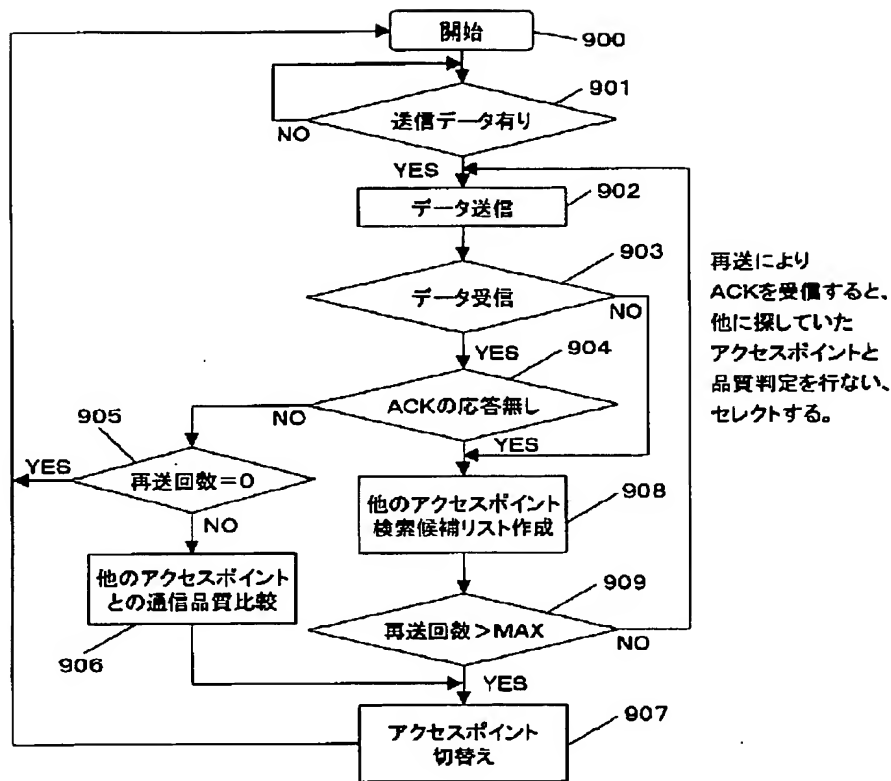 開始
900
901
送信データ有り
NO
YES
902
データ送信
903
データ受信
NO
YES
904
ACKの応答無し
NO
YES
905
再送回数=0
YES
NO
908
他のアクセスポイント
検索候補リスト作成
他のアクセスポイント
との通信品質比較
906
909
再送回数>MAX
NO
YES
907
アクセスポイント
切替え
再送により
ACKを受信すると、
他に探していた
アクセスポイントと
品質判定を行ない、
セレクトする。